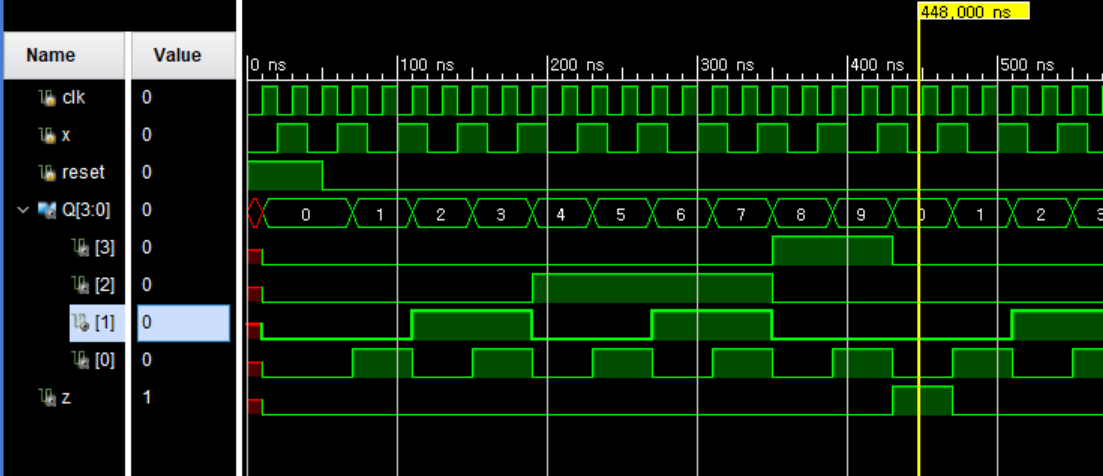 448,000 ns
Name Value
0 ns 100 ns 200 ns 300 ns 400 ns 500 ns
clk 0
x 0
reset 0
Q[3:0] 0 0 1 2 3 4 5 6 7 8 9 0 1 2 3
[3] 0
[2] 0
[1] 0
[0] 0
z 1